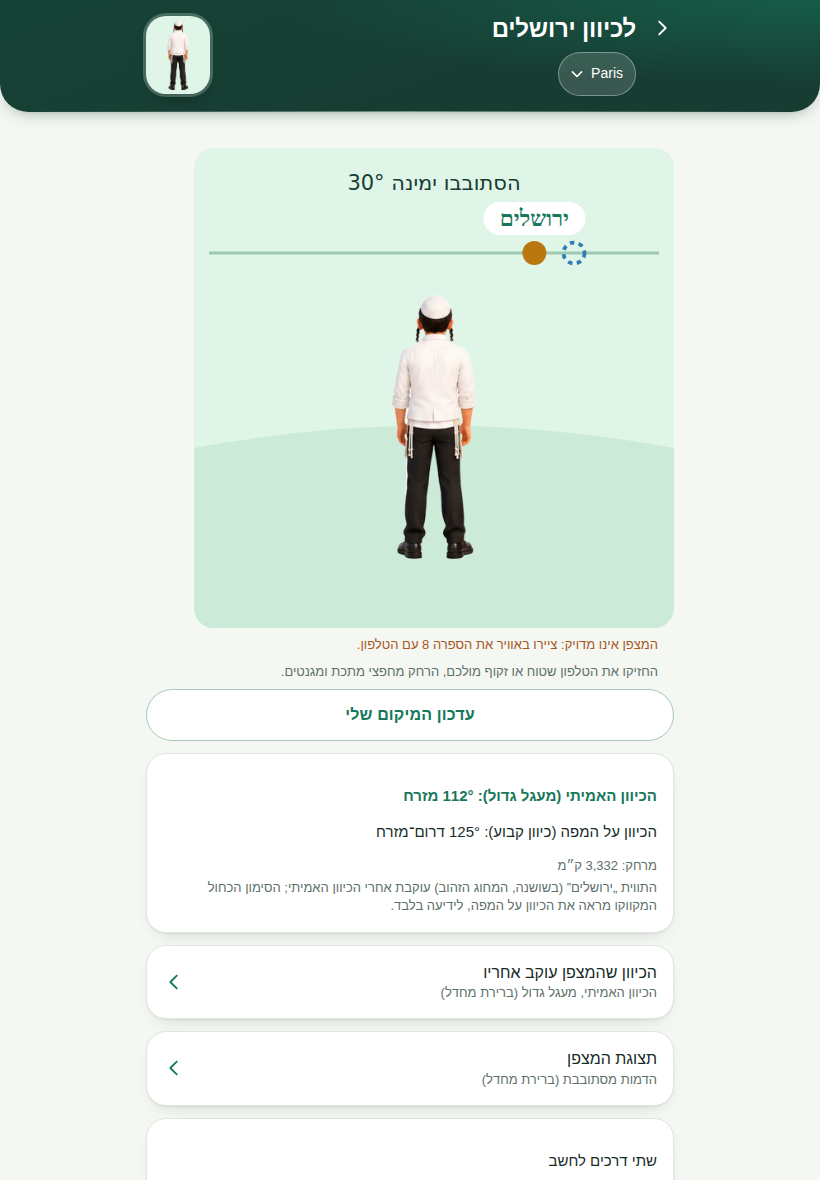 לכיוון ירושלים
Paris
הסתובבו ימינה 30°
ירושלים
המצפן אינו מדויק: ציירו באוויר את הספרה 8 עם הטלפון.
החזיקו את הטלפון שטוח או זקוף מולכם, הרחק מחפצי מתכת ומגנטים.
עדכון המיקום שלי
הכיוון האמיתי (מעגל גדול): 112° מזרח
הכיוון על המפה (כיוון קבוע): 125° דרום־מזרח
מרחק: 3,332 ק״מ
התווית „ירושלים” (בשושנה, המחוג הזהוב) עוקבת אחרי הכיוון האמיתי; הסימון הכחול
המקווקו מראה את הכיוון על המפה, לידיעה בלבד.
הכיוון שהמצפן עוקב אחריו
הכיוון האמיתי, מעגל גדול (ברירת מחדל)
תצוגת המצפן
הדמות מסתובבת (ברירת מחדל)
שתי דרכים לחשב